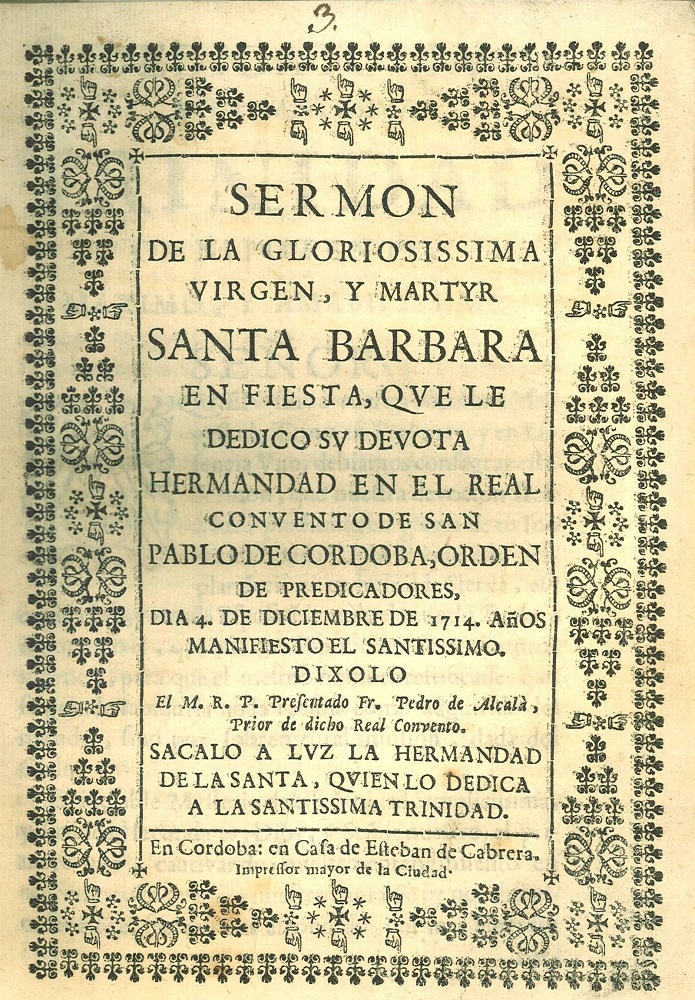 3.
SERMON
DE LA GLORIOSISSIMA
VIRGEN, Y MARTYR
SANTA BARBARA
EN FIESTA, QVE LE
DEDICO SV DEVOTA
HERMANDAD EN EL REAL
CONVENTO DE SAN
PABLO DE CORDOBA, ORDEN
DE PREDICADORES,
DIA 4. DE DICIEMBRE DE 1714. AñOS
MANIFIESTO EL SANTISSIMO.
DIXOLO
El M. R. P. Presentado Fr. Pedro de Alcalà,
Prior de dicho Real Convento.
SACALO A LVZ LA HERMANDAD
DE LA SANTA, QVIEN LO DEDICA
A LA SANTISSIMA TRINIDAD.
En Cordoba: en Casa de Esteban de Cabrera.
Impressor mayor de la Ciudad.